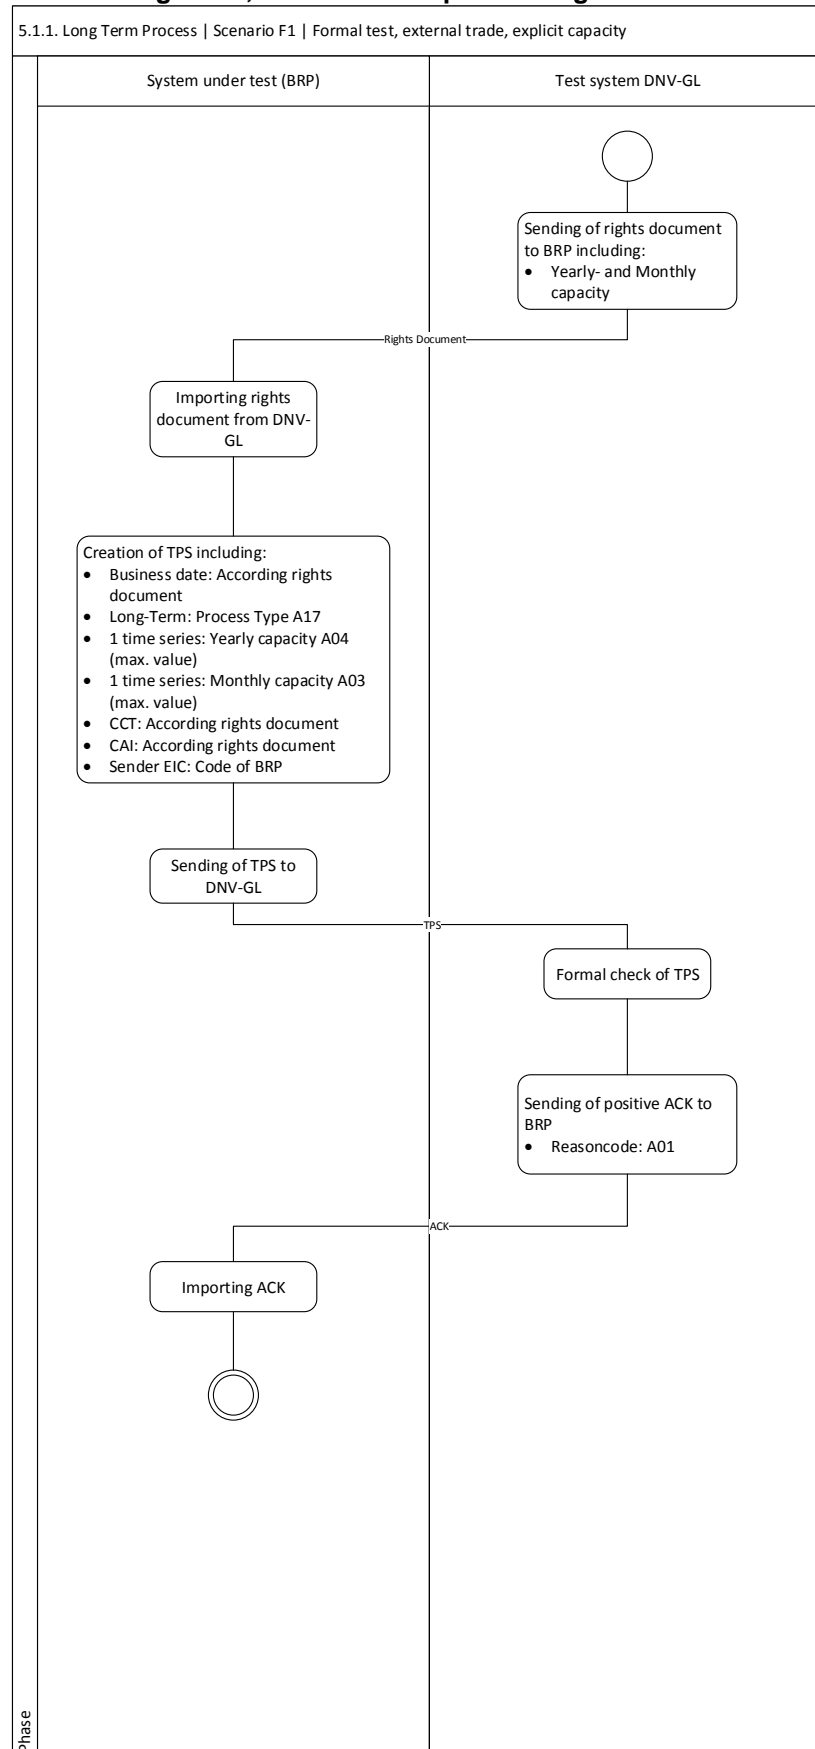 5.1.1. Long Term Process | Scenario F1 | Formal test, external trade, explicit capacity
System under test (BRP)
Test system DNV-GL
Sending of rights document
to BRP including:
• Yearly- and Monthly
capacity
Rights Document
Importing rights
document from DNV-
GL
Creation of TPS including:
• Business date: According rights
document
• Long-Term: Process Type A17
• 1 time series: Yearly capacity A04
(max. value)
• 1 time series: Monthly capacity A03
(max. value)
• CCT: According rights document
• CAI: According rights document
• Sender EIC: Code of BRP
Sending of TPS to
DNV-GL
TPS
Formal check of TPS
Sending of positive ACK to
BRP
• Reasoncode: A01
ACK
Importing ACK
Phase